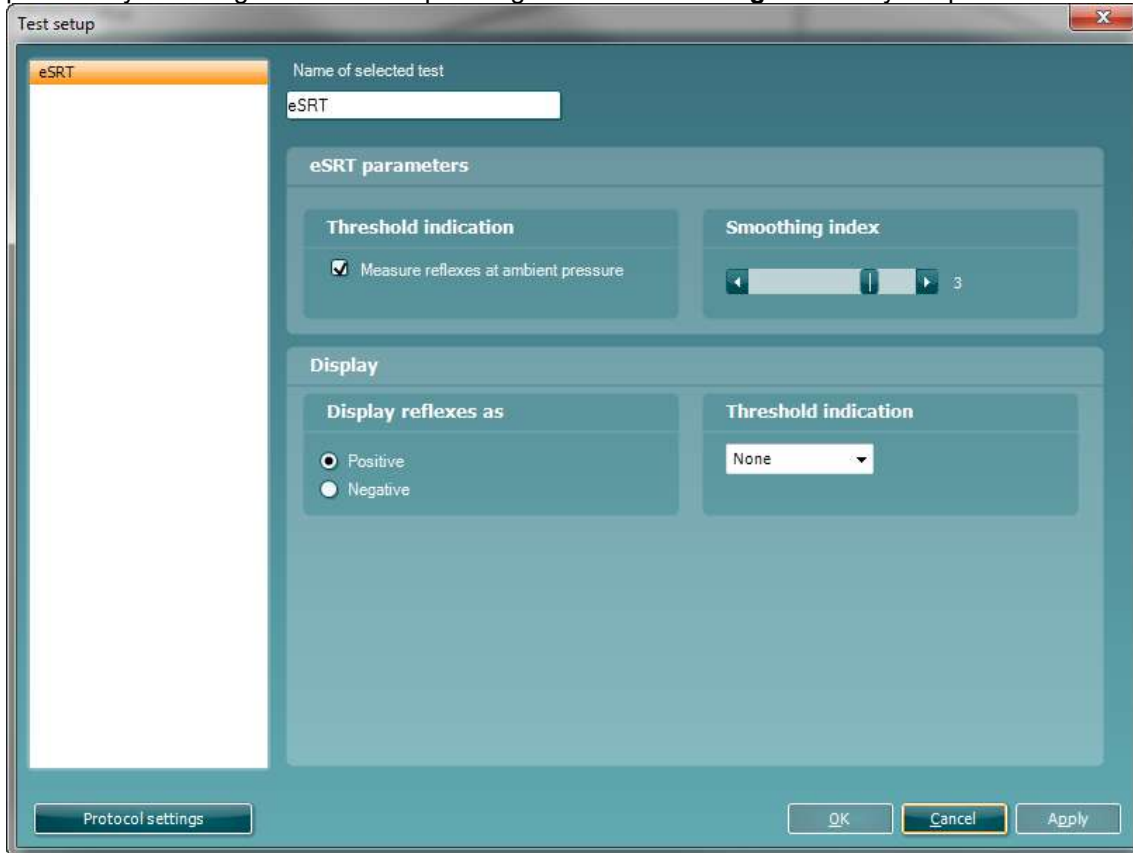 Test setup
eSRT
Name of selected test
eSRT
eSRT parameters
Threshold indication
Measure reflexes at ambient pressure
Smoothing index
3
Display
Display reflexes as
Positive
Negative
Threshold indication
None
Protocol settings
OK
Cancel
Apply